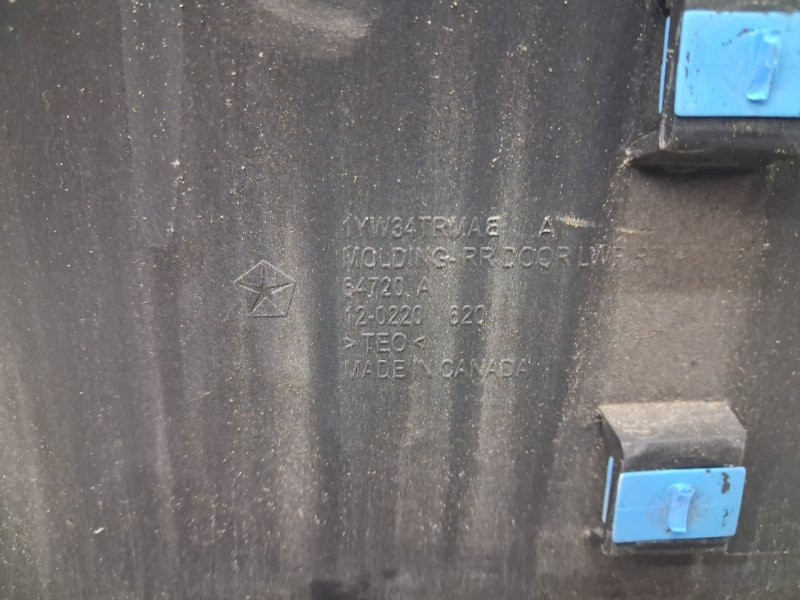 1YW34TRMAE A
MOLDING-RR DOOR LWR RT
64720 A
12-0220 620
>TEO<
MADE IN CANADA